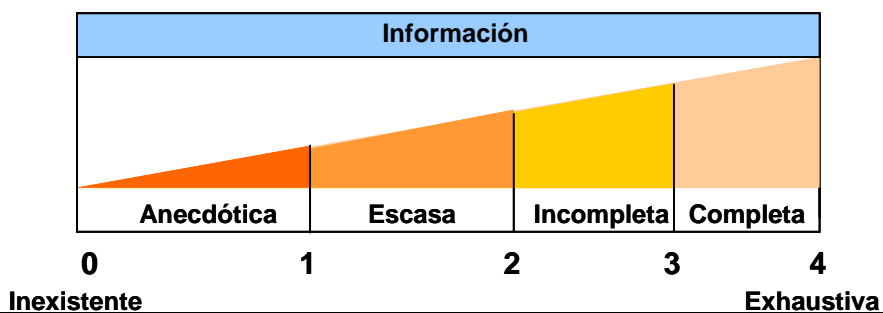 Información
Anecdótica Escasa Incompleta Completa
0 1 2 3 4
Inexistente Exhaustiva